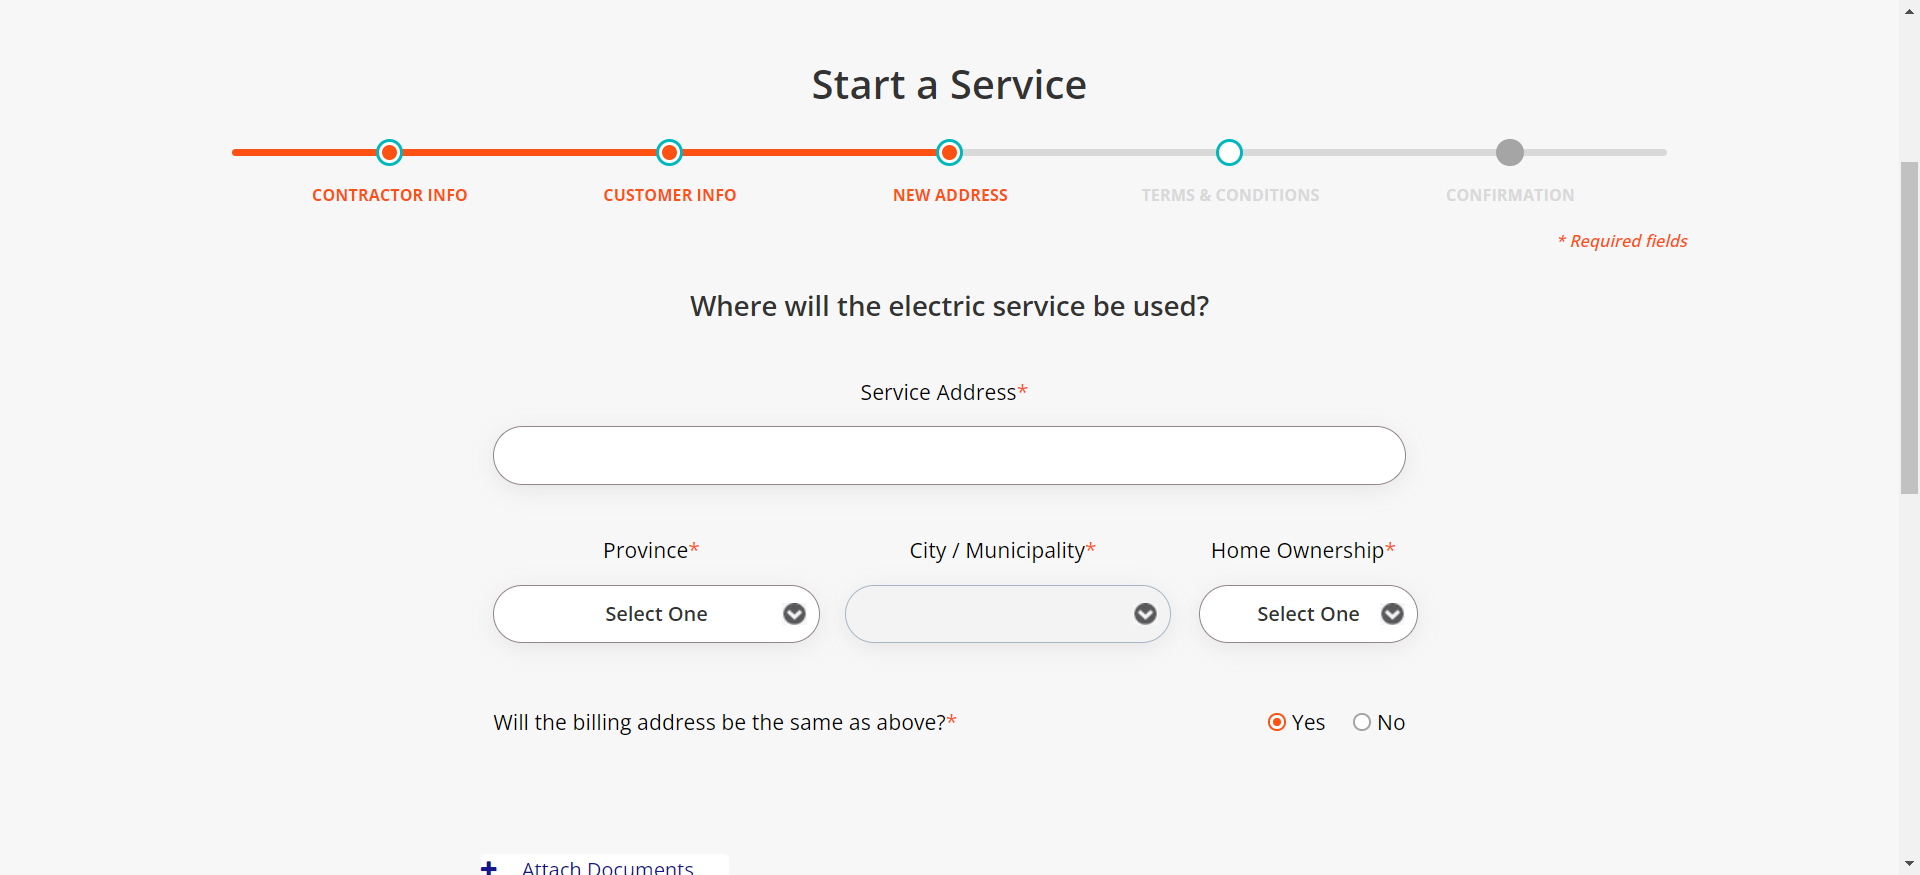 Start a Service
CONTRACTOR INFO
CUSTOMER INFO
NEW ADDRESS
TERMS & CONDITIONS
CONFIRMATION
* Required fields
Where will the electric service be used?
Service Address*
Province*
City / Municipality*
Home Ownership*
Select One
Select One
Will the billing address be the same as above?*
Yes
No
Attach Documents